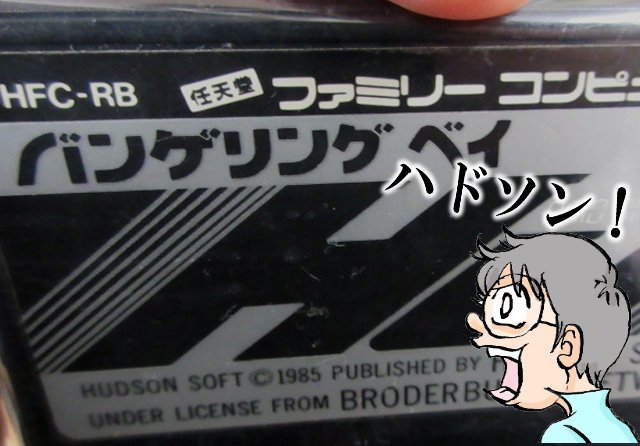 HFC-RB 任天堂 ファミリー コンピ
バンゲリング ベイ
ハドソン!
HUDSON SOFT © 1985 PUBLISHED BY
UNDER LICENSE FROM BRODERB